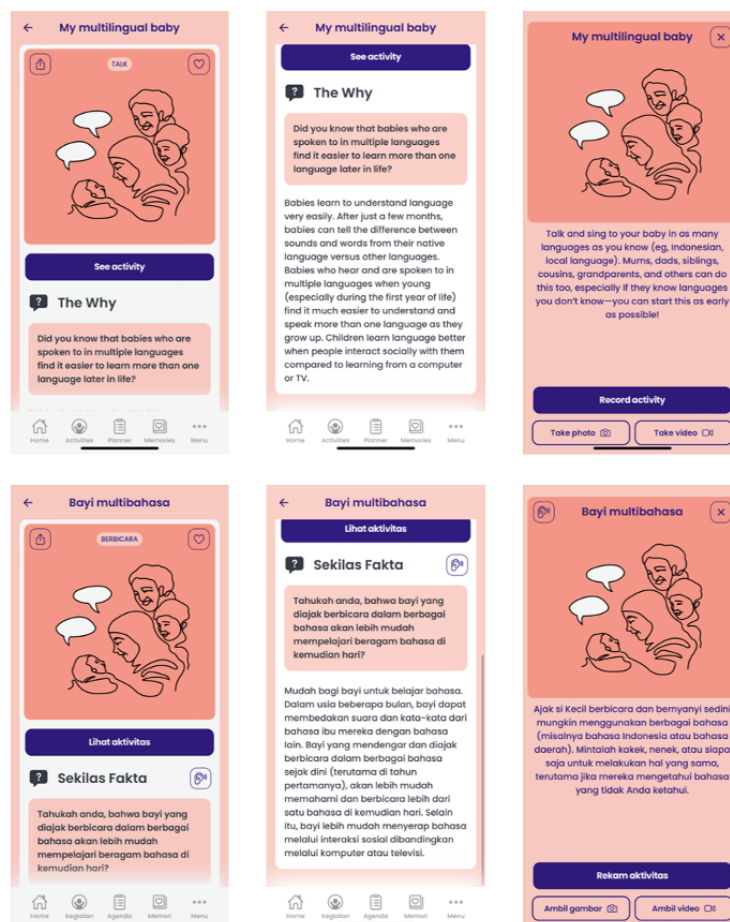 My multilingual baby
TALK
See activity
The Why
Did you know that babies who are
spoken to in multiple languages
find it easier to learn more than one
language later in life?
Home Activities Planner Memories Menu
My multilingual baby
See activity
The Why
Did you know that babies who are
spoken to in multiple languages
find it easier to learn more than one
language later in life?
Babies learn to understand language
very easily. After just a few months,
babies can tell the difference between
sounds and words from their native
language versus other languages.
Babies who hear and are spoken to in
multiple languages when young
(especially during the first year of life)
find it much easier to understand and
speak more than one language as they
grow up. Children learn language better
when people interact socially with them
compared to learning from a computer
or TV.
Home Activities Planner Memories Menu
My multilingual baby
Talk and sing to your baby in as many
languages as you know (eg, Indonesian,
local language). Mums, dads, siblings,
cousins, grandparents, and others can do
this too, especially if they know languages
you don't know—you can start this as early
as possible!
Record activity
Take photo Take video
Bayi multibahasa
BERBICARA
Lihat aktivitas
Sekilas Fakta
Tahukah anda, bahwa bayi yang
diajak berbicara dalam berbagai
bahasa akan lebih mudah
mempelajari beragam bahasa di
kemudian hari?
Home Kegiatan Agenda Memori Menu
Bayi multibahasa
Lihat aktivitas
Sekilas Fakta
Tahukah anda, bahwa bayi yang
diajak berbicara dalam berbagai
bahasa akan lebih mudah
mempelajari beragam bahasa di
kemudian hari?
Mudah bagi bayi untuk belajar bahasa.
Dalam usia beberapa bulan, bayi dapat
membedakan suara dan kata-kata dari
bahasa ibu mereka dengan bahasa
lain. Bayi yang mendengar dan diajak
berbicara dalam berbagai bahasa
sejak dini (terutama di tahun
pertamanya), akan lebih mudah
memahami dan berbicara lebih dari
satu bahasa di kemudian hari. Selain
itu, bayi lebih mudah menyerap bahasa
melalui interaksi sosial dibandingkan
melalui komputer atau televisi.
Home Kegiatan Agenda Memori Menu
Bayi multibahasa
Ajak si Kecil berbicara dan bernyanyi sedini
mungkin menggunakan berbagai bahasa
(misalnya bahasa Indonesia atau bahasa
daerah). Mintalah kakek, nenek, atau siapa
saja untuk melakukan hal yang sama,
terutama jika mereka mengetahui bahasa
yang tidak Anda ketahui.
Rekam aktivitas
Ambil gambar Ambil video